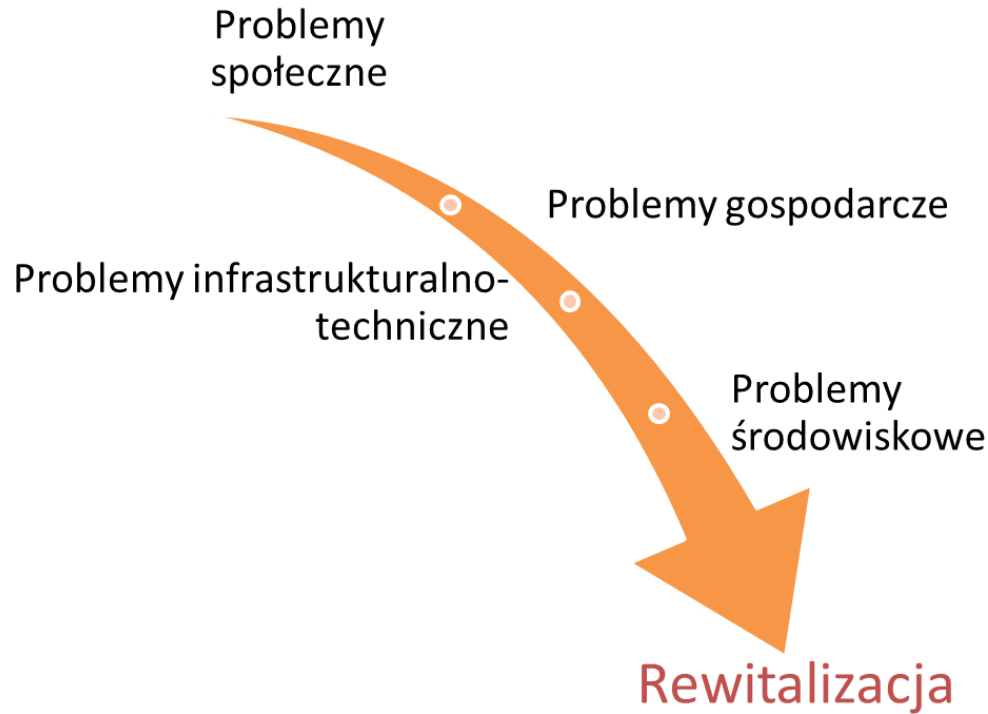 Problemy
społeczne
Problemy gospodarcze
Problemy infrastrukturalno-
techniczne
Problemy
środowiskowe
Rewitalizacja